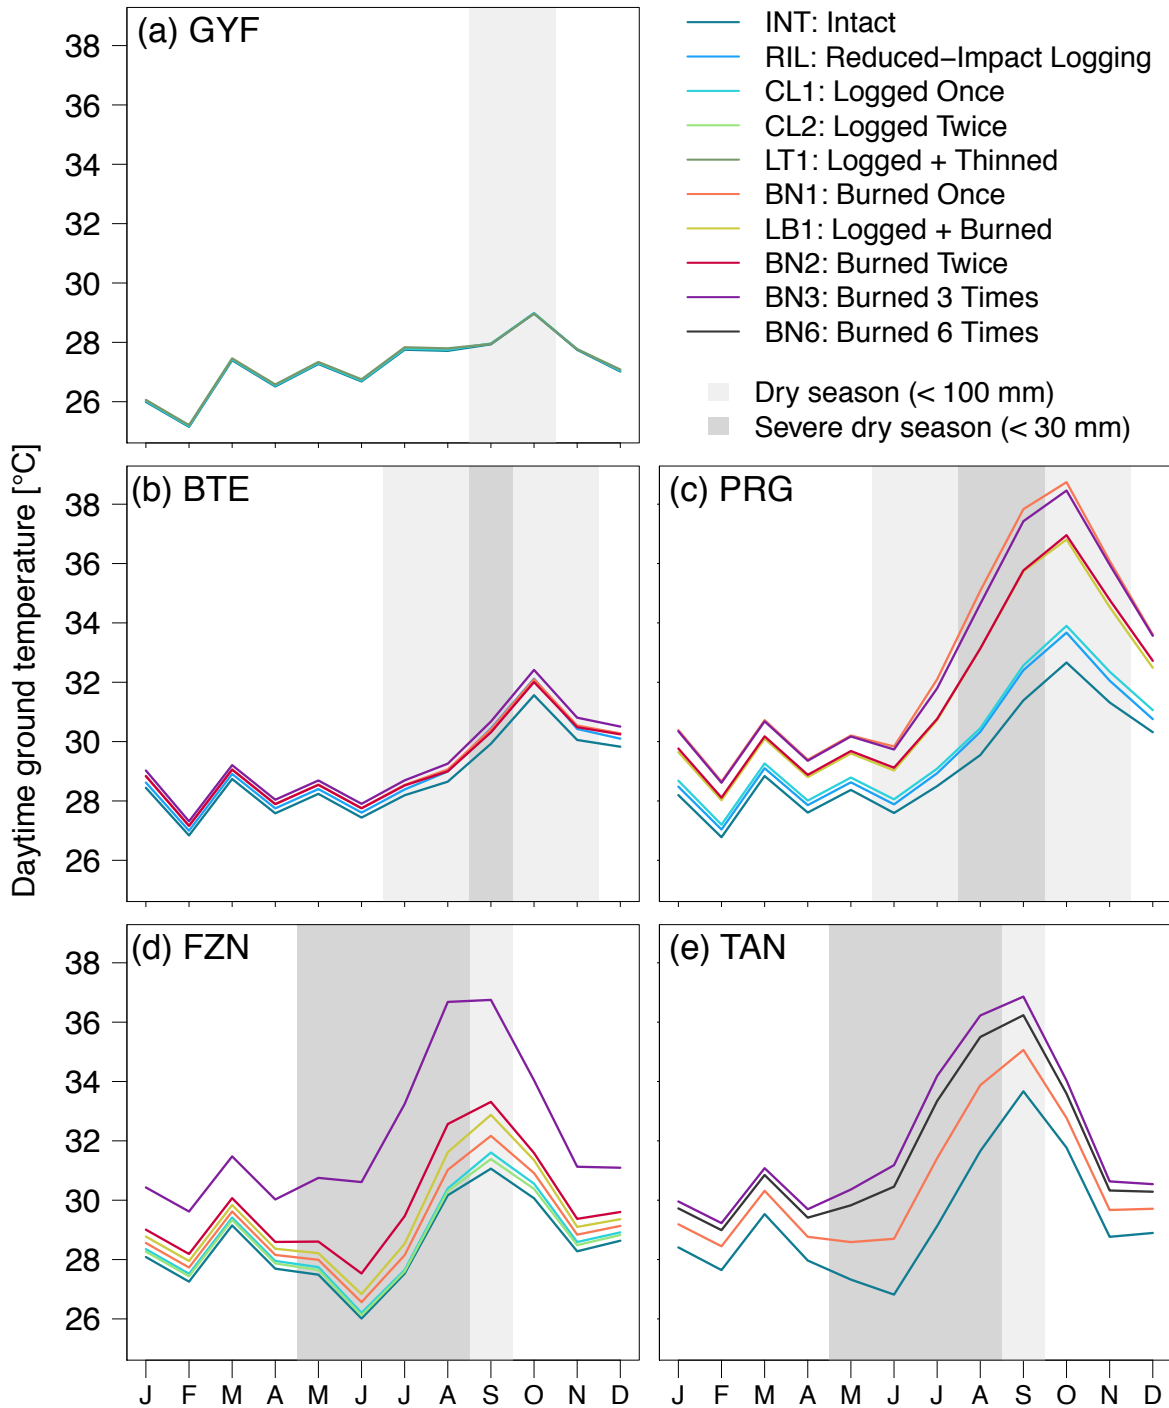 (a) GYF
38
36
34
32
30
28
26
INT: Intact
RIL: Reduced−Impact Logging
CL1: Logged Once
CL2: Logged Twice
LT1: Logged + Thinned
BN1: Burned Once
LB1: Logged + Burned
BN2: Burned Twice
BN3: Burned 3 Times
BN6: Burned 6 Times
Dry season (< 100 mm)
Severe dry season (< 30 mm)
Daytime ground temperature [°C]
(b) BTE
38
36
34
32
30
28
26
(c) PRG
(d) FZN
38
36
34
32
30
28
26
J F M A M J J A S O N D
(e) TAN
J F M A M J J A S O N D